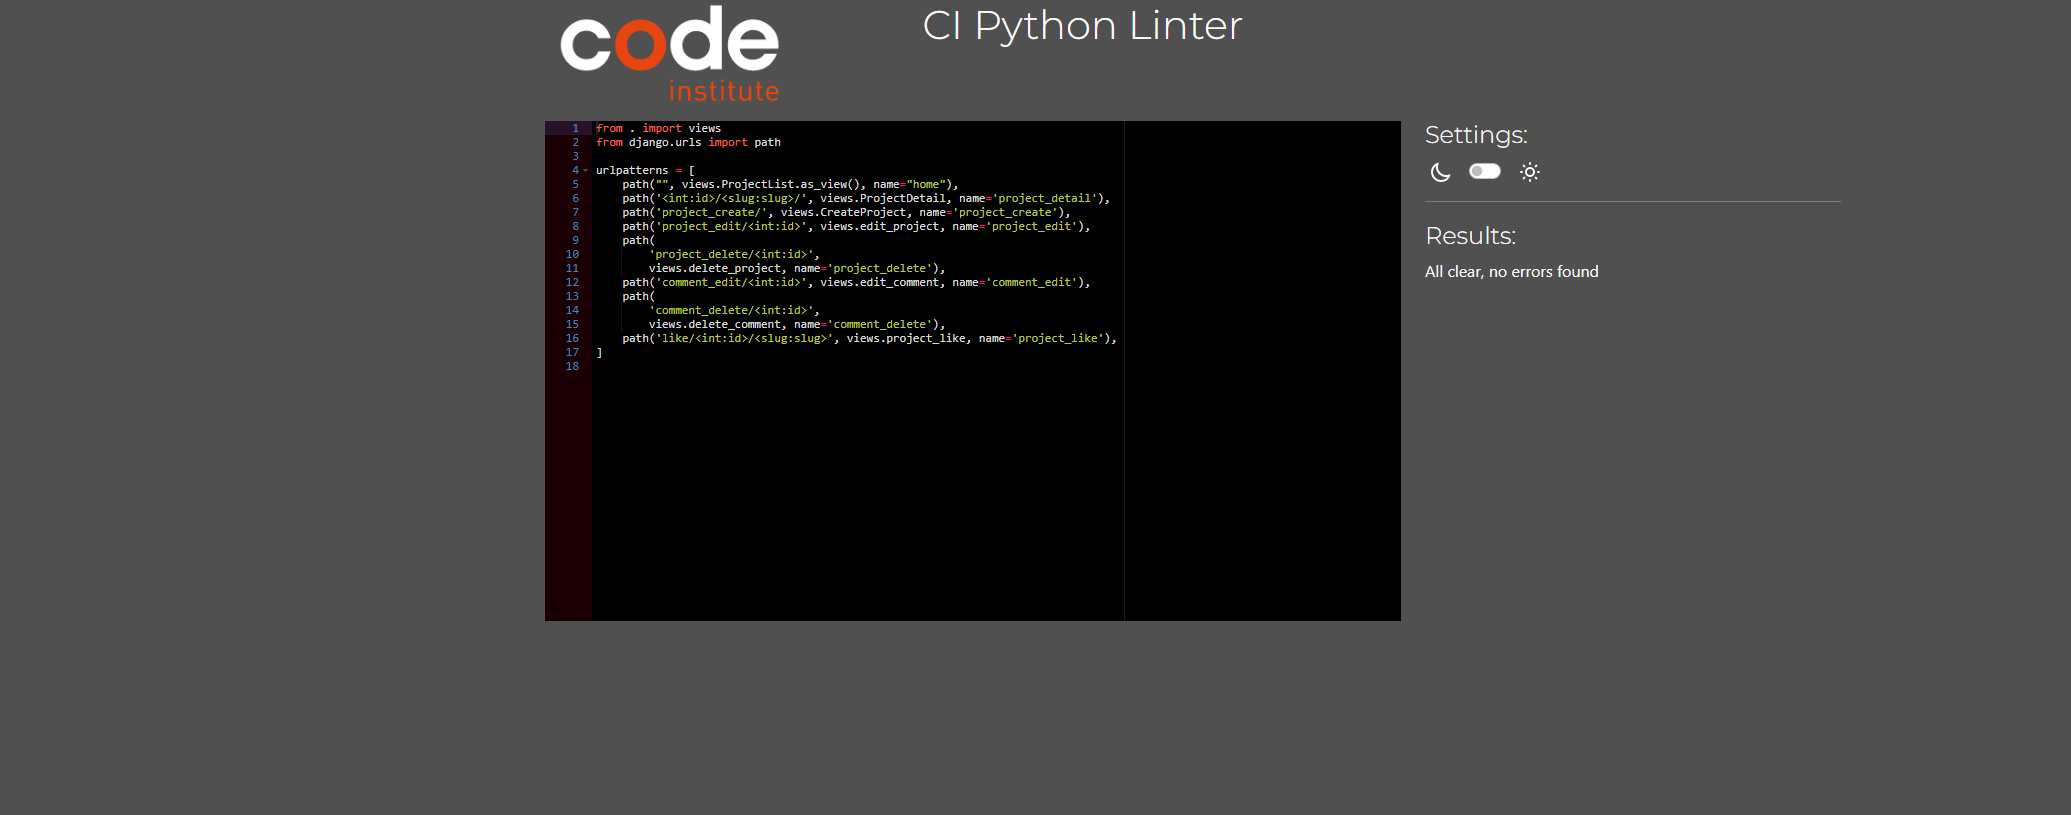 code
institute
CI Python Linter
1 from . import views
2 from django.urls import path
3
4 urlpatterns = [
5     path("", views.ProjectList.as_view(), name="home"),
6     path('<int:id>/<slug:slug>/', views.ProjectDetail, name='project_detail'),
7     path('project_create/', views.CreateProject, name='project_create'),
8     path('project_edit/<int:id>', views.edit_project, name='project_edit'),
9     path(
10         'project_delete/<int:id>',
11         views.delete_project, name='project_delete'),
12     path('comment_edit/<int:id>', views.edit_comment, name='comment_edit'),
13     path(
14         'comment_delete/<int:id>',
15         views.delete_comment, name='comment_delete'),
16     path('like/<int:id>/<slug:slug>', views.project_like, name='project_like'),
17 ]
18
Settings:
Results:
All clear, no errors found